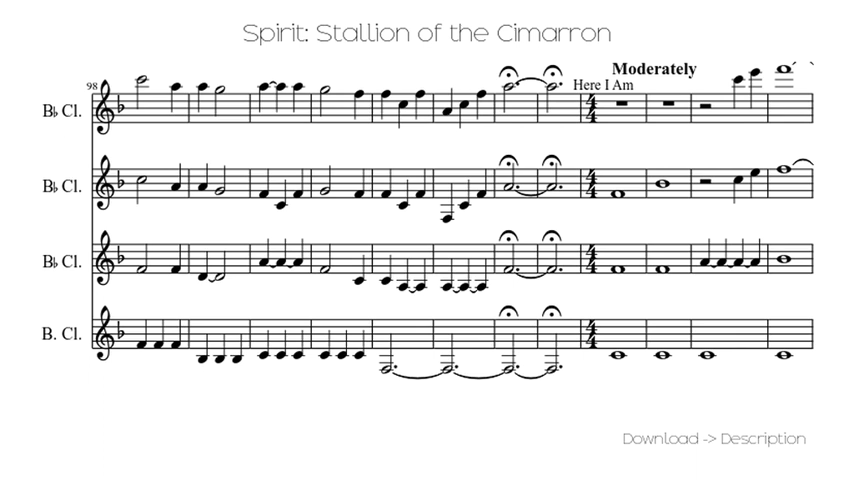 Spirit: Stallion of the Cimarron
Moderately
98
Here I Am
B♭ Cl.
B♭ Cl.
B♭ Cl.
B. Cl.
Download -> Description